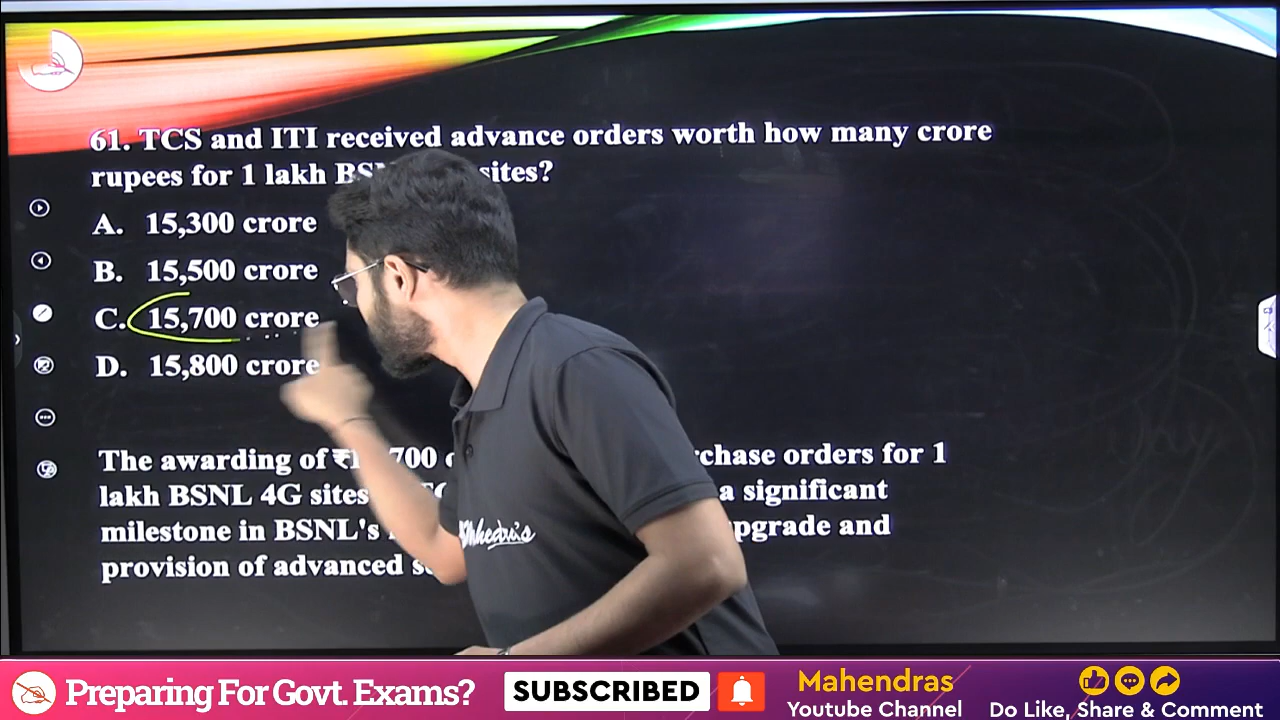 61. TCS and ITI received advance orders worth how many crore
rupees for 1 lakh sites?
A. 15,300 crore
B. 15,500 crore
C. 15,700 crore
D. 15,800 crore
The awarding of 700 orders for 1
lakh BSNL 4G sites a significant
milestone in BSNL's and
provision of advanced
Preparing For Govt. Exams?
SUBSCRIBED
Mahendras
Youtube Channel
Do Like, Share & Comment